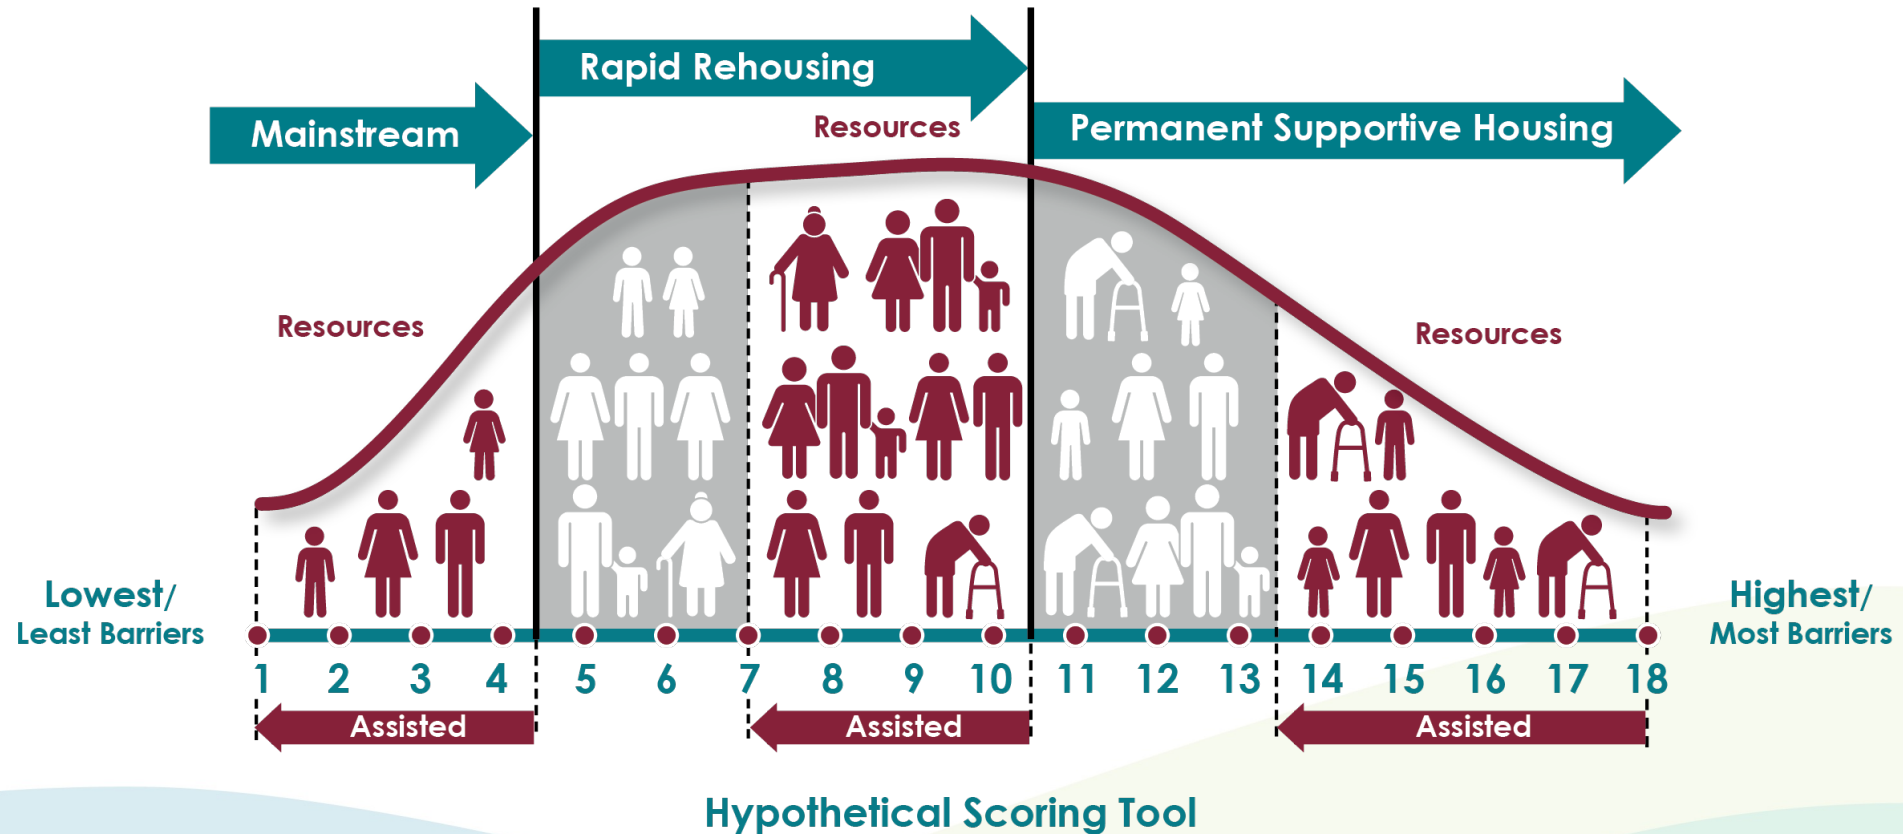 Rapid Rehousing
Mainstream
Resources
Permanent Supportive Housing
Resources
Resources
Lowest/
Least Barriers
Highest/
Most Barriers
1 2 3 4 5 6 7 8 9 10 11 12 13 14 15 16 17 18
Assisted
Assisted
Assisted
Hypothetical Scoring Tool